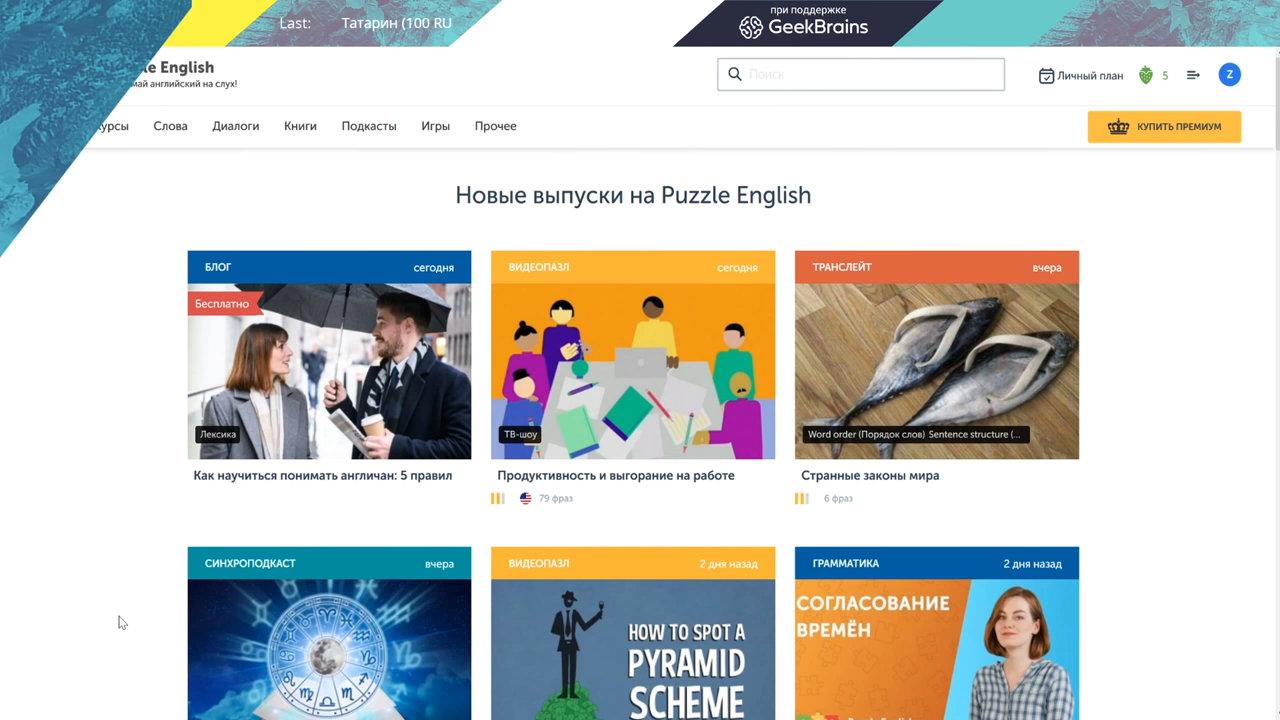 Last: Татарин (100 RU
при поддержке
GeekBrains
le English
май английский на слух!
Поиск
Личный план
5
Z
урсы Слова Диалоги Книги Подкасты Игры Прочее
КУПИТЬ ПРЕМИУМ
Новые выпуски на Puzzle English
БЛОГ сегодня
Бесплатно
Лексика
Как научиться понимать англичан: 5 правил
ВИДЕОПАЗЛ сегодня
ТВ-шоу
Продуктивность и выгорание на работе
79 фраз
ТРАНСЛЕЙТ вчера
Word order (Порядок слов) Sentence structure (...
Странные законы мира
6 фраз
СИНХРОПОДКАСТ вчера
ВИДЕОПАЗЛ 2 дня назад
HOW TO SPOT A
PYRAMID
SCHEME
ГРАММАТИКА 2 дня назад
СОГЛАСОВАНИЕ
ВРЕМЁН